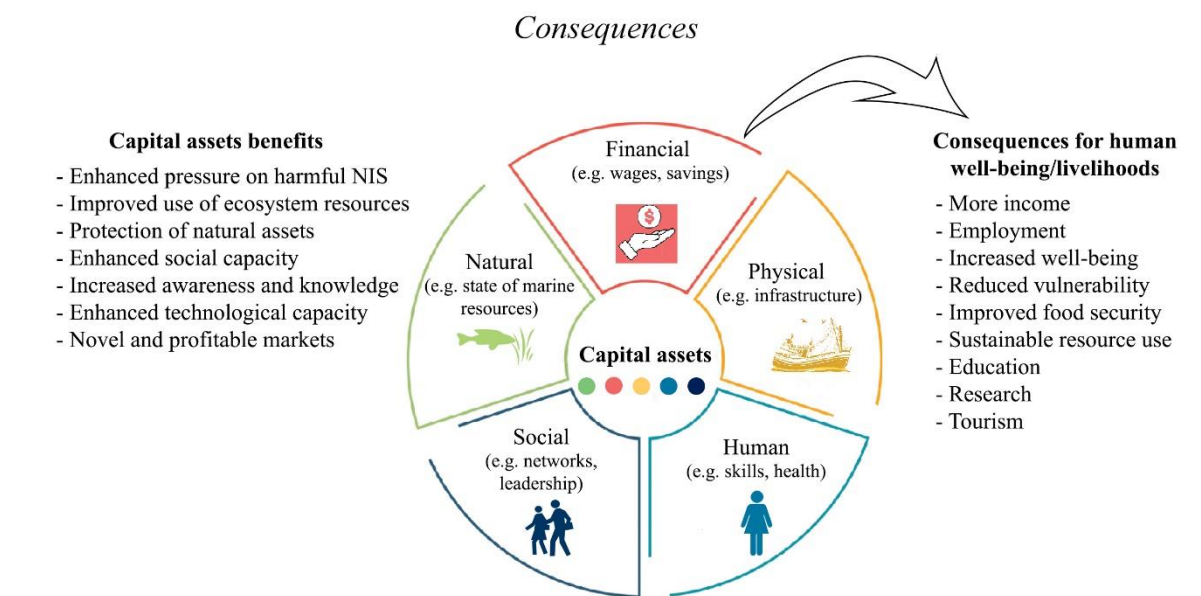 Consequences
Capital assets benefits
- Enhanced pressure on harmful NIS
- Improved use of ecosystem resources
- Protection of natural assets
- Enhanced social capacity
- Increased awareness and knowledge
- Enhanced technological capacity
- Novel and profitable markets
Financial
(e.g. wages, savings)
$
Natural
(e.g. state of marine
resources)
Physical
(e.g. infrastructure)
Capital assets
Social
(e.g. networks,
leadership)
Human
(e.g. skills, health)
Consequences for human
well-being/livelihoods
- More income
- Employment
- Increased well-being
- Reduced vulnerability
- Improved food security
- Sustainable resource use
- Education
- Research
- Tourism